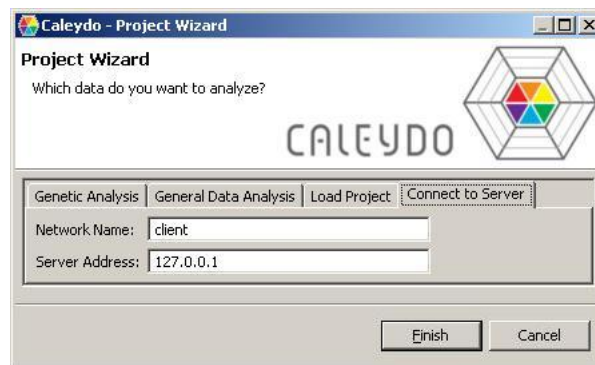 Caleydo - Project Wizard
Project Wizard
Which data do you want to analyze?
CALEYDO
Genetic Analysis General Data Analysis Load Project Connect to Server
Network Name: client
Server Address: 127.0.0.1
Finish Cancel